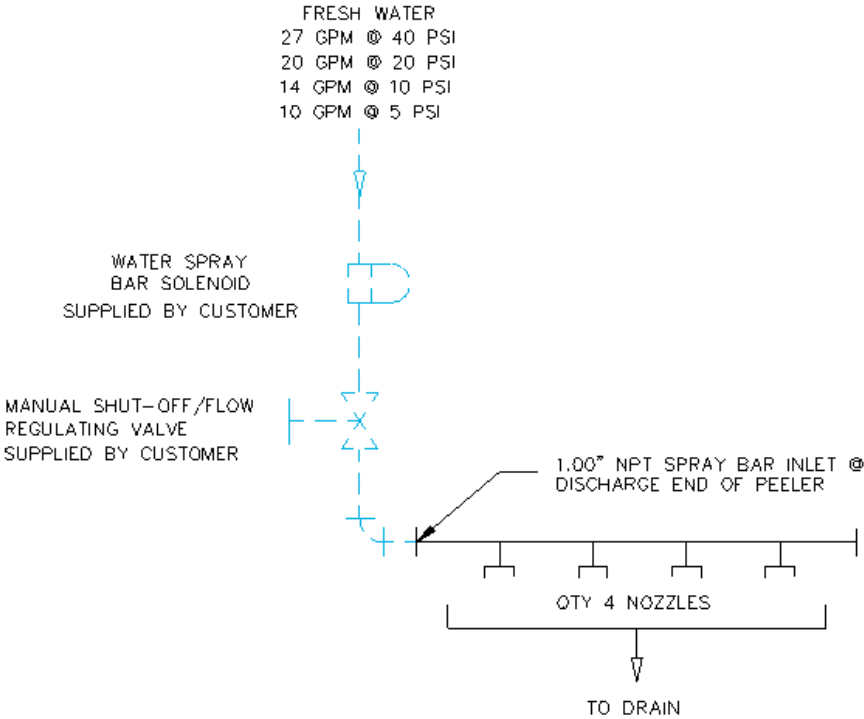 FRESH WATER
27 GPM @ 40 PSI
20 GPM @ 20 PSI
14 GPM @ 10 PSI
10 GPM @ 5 PSI
WATER SPRAY
BAR SOLENOID
SUPPLIED BY CUSTOMER
MANUAL SHUT-OFF/FLOW
REGULATING VALVE
SUPPLIED BY CUSTOMER
1.00" NPT SPRAY BAR INLET @
DISCHARGE END OF PEELER
QTY 4 NOZZLES
TO DRAIN